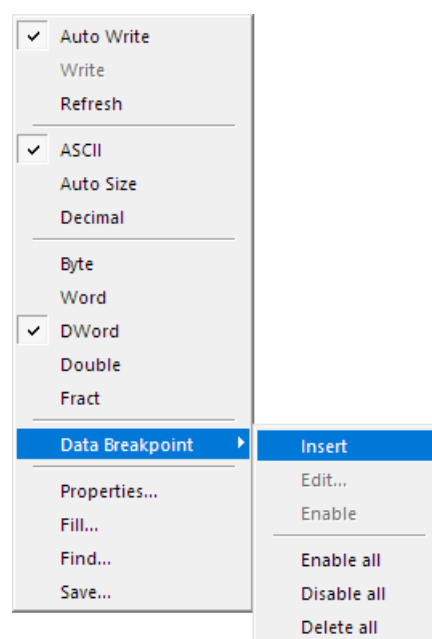 Auto Write
Write
Refresh
ASCII
Auto Size
Decimal
Byte
Word
DWord
Double
Fract
Data Breakpoint
Properties...
Fill...
Find...
Save...
Insert
Edit...
Enable
Enable all
Disable all
Delete all